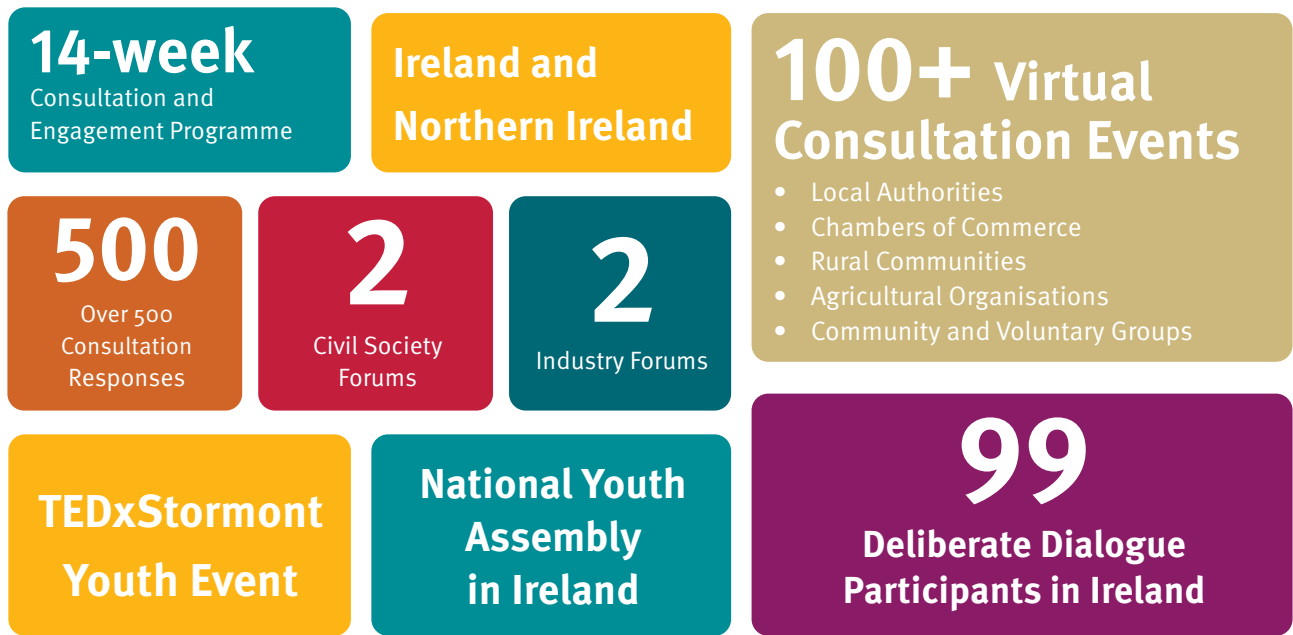 14-week
Consultation and
Engagement Programme
Ireland and
Northern Ireland
100+ Virtual
Consultation Events
• Local Authorities
• Chambers of Commerce
• Rural Communities
• Agricultural Organisations
• Community and Voluntary Groups
500
Over 500
Consultation
Responses
2
Civil Society
Forums
2
Industry Forums
TEDxStormont
Youth Event
National Youth
Assembly
in Ireland
99
Deliberate Dialogue
Participants in Ireland